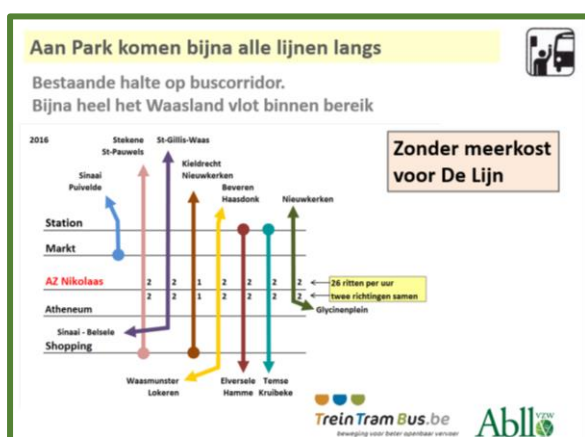 Aan Park komen bijna alle lijnen langs
Bestaande halte op buscorridor.
Bijna heel het Waasland vlot binnen bereik
Zonder meerkost
voor De Lijn
2016
Stekene
St-Pauwels
St-Gillis-Waas
Kieldrecht
Nieuwkerken
Sinaai
Puivelde
Beveren
Haasdonk
Nieuwkerken
Station
Markt
AZ Nikolaas
2 2 1 2 2 2 2
26 ritten per uur
2 2 1 2 2 2 2
twee richtingen samen
Atheneum
Glycinenplein
Sinaai - Belsele
Shopping
Waasmunster
Lokeren
Elversele
Hamme
Temse
Kruibeke
TreinTramBus.be
beweging voor beter openbaar vervoer
Abllo vzw